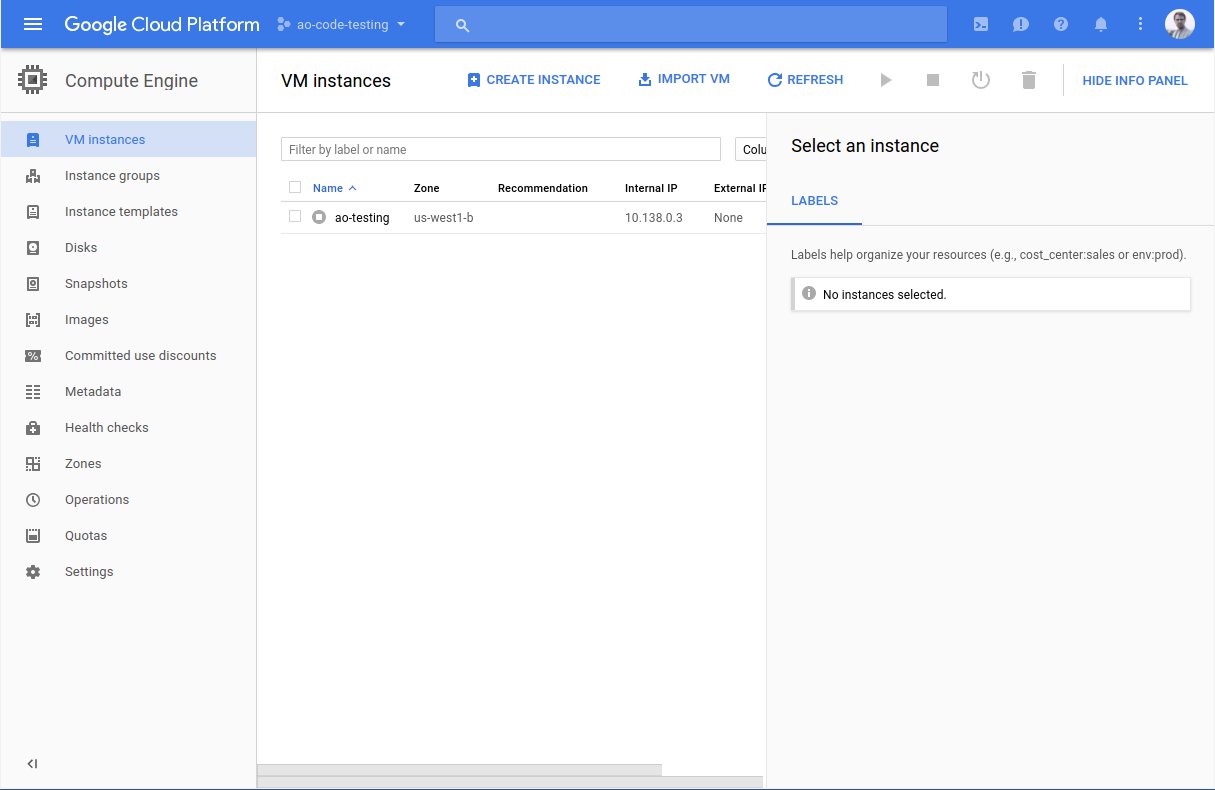 Google Cloud Platform
ao-code-testing
Compute Engine
VM instances
CREATE INSTANCE
IMPORT VM
REFRESH
HIDE INFO PANEL
VM instances
Instance groups
Instance templates
Disks
Snapshots
Images
Committed use discounts
Metadata
Health checks
Zones
Operations
Quotas
Settings
Filter by label or name
Colu
Name Zone Recommendation Internal IP External IP
ao-testing us-west1-b 10.138.0.3 None
Select an instance
LABELS
Labels help organize your resources (e.g., cost_center:sales or env:prod).
No instances selected.